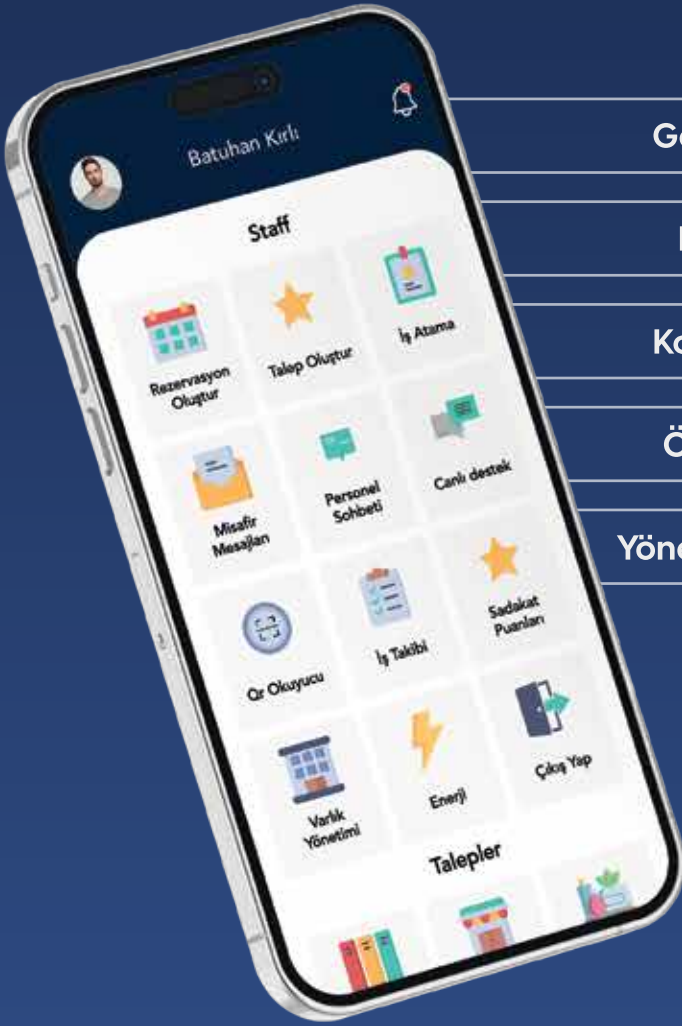 Batuhan Kırlı
Staff
Rezervasyon
Oluştur
Talep Oluştur
İş Atama
Misafir
Mesajları
Personel
Sohbeti
Canlı destek
Qr Okuyucu
İş Takibi
Sadakat
Puanları
Varlık
Yönetimi
Enerji
Çıkış Yap
Talepler